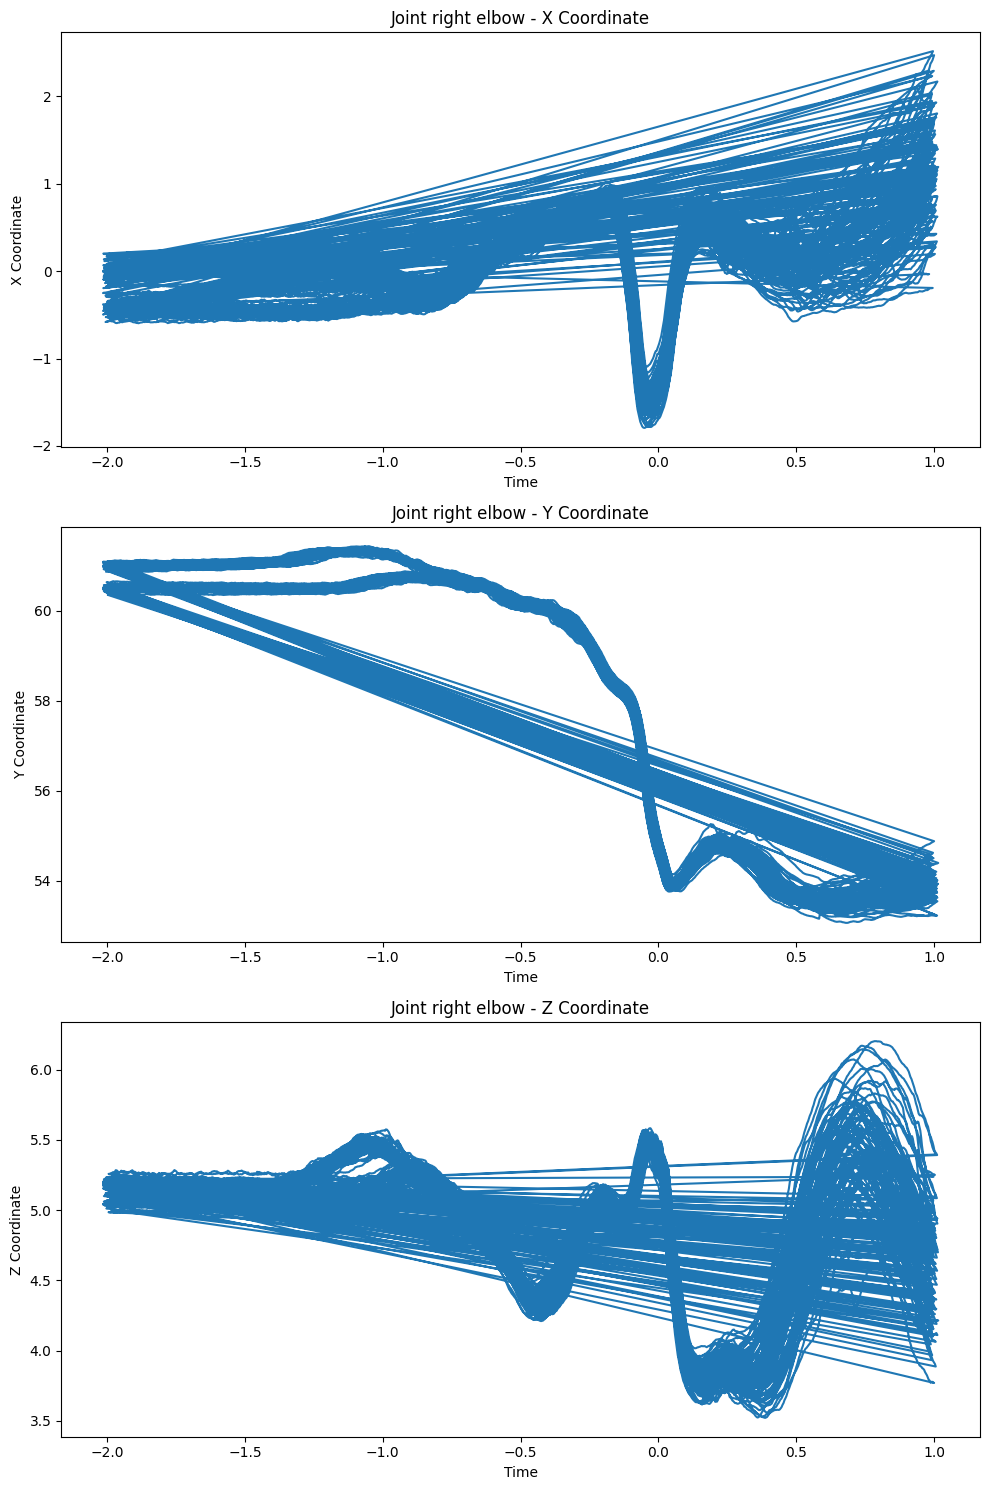 Joint right elbow - X Coordinate
2
1
0
−1
−2
X Coordinate
−2.0 −1.5 −1.0 −0.5 0.0 0.5 1.0
Time
Joint right elbow - Y Coordinate
60
58
56
54
Y Coordinate
−2.0 −1.5 −1.0 −0.5 0.0 0.5 1.0
Time
Joint right elbow - Z Coordinate
6.0
5.5
5.0
4.5
4.0
3.5
Z Coordinate
−2.0 −1.5 −1.0 −0.5 0.0 0.5 1.0
Time